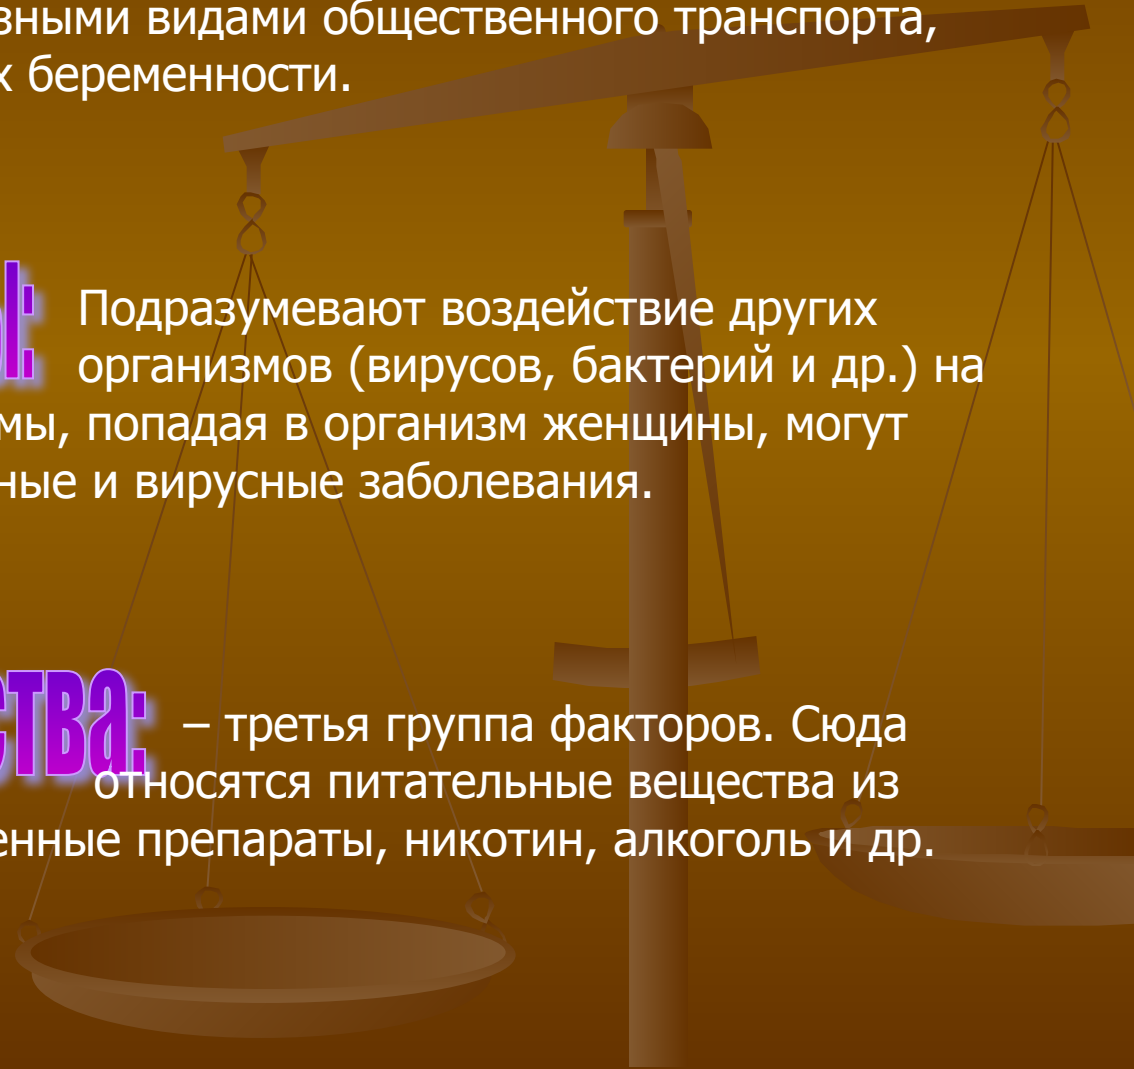 зными видами общественного транспорта,
х беременности.
ы: Подразумевают воздействие других
организмов (вирусов, бактерий и др.) на
мы, попадая в организм женщины, могут
ные и вирусные заболевания.
ства: – третья группа факторов. Сюда
относятся питательные вещества из
енные препараты, никотин, алкоголь и др.